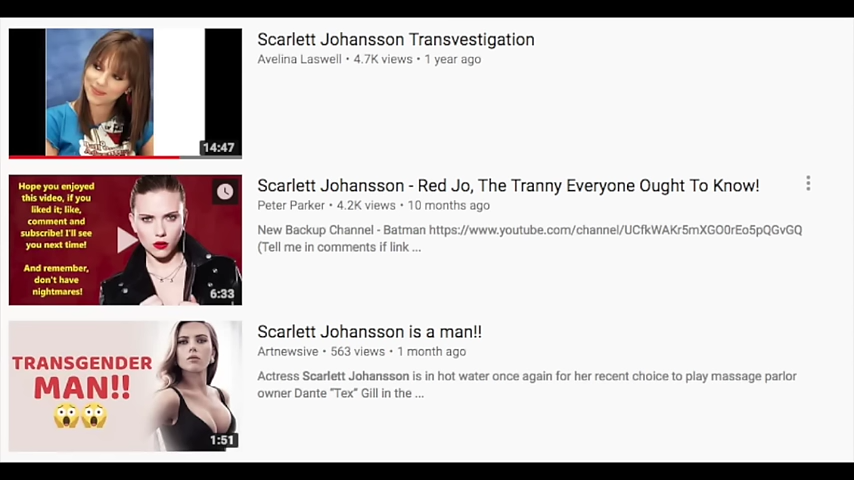 Scarlett Johansson Transvestigation
Avelina Laswell • 4.7K views • 1 year ago
14:47
Hope you enjoyed
this video, if you
liked it; like,
comment and
subscribe! I'll see
you next time!
And remember,
don't have
nightmares!
6:33
Scarlett Johansson - Red Jo, The Tranny Everyone Ought To Know!
Peter Parker • 4.2K views • 10 months ago
New Backup Channel - Batman https://www.youtube.com/channel/UCfkWAKr5mXGO0rEo5pQGvGQ
(Tell me in comments if link ...
TRANSGENDER
MAN!!
1:51
Scarlett Johansson is a man!!
Artnewsive • 563 views • 1 month ago
Actress Scarlett Johansson is in hot water once again for her recent choice to play massage parlor
owner Dante "Tex" Gill in the ...